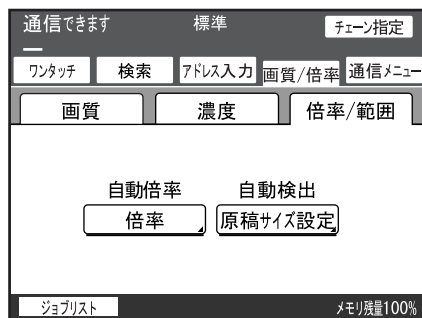 通信できます 標準 チェーン指定
ワンタッチ 検索 アドレス入力 画質/倍率 通信メニュー
画質 濃度 倍率/範囲
自動倍率 自動検出
倍率 原稿サイズ設定
ジョブリスト メモリ残量100%